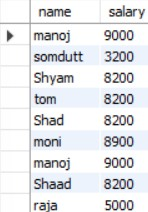 name salary
manoj 9000
somdutt 3200
Shyam 8200
tom 8200
Shad 8200
moni 8900
manoj 9000
Shaad 8200
raja 5000